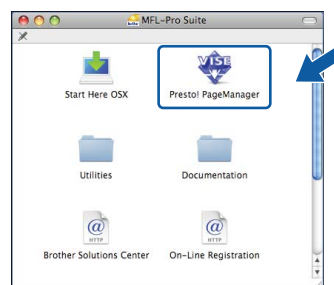 MFL-Pro Suite
Start Here OSX
VISE
Presto! PageManager
Utilities
Documentation
@
HTTP
Brother Solutions Center
@
HTTP
On-Line Registration